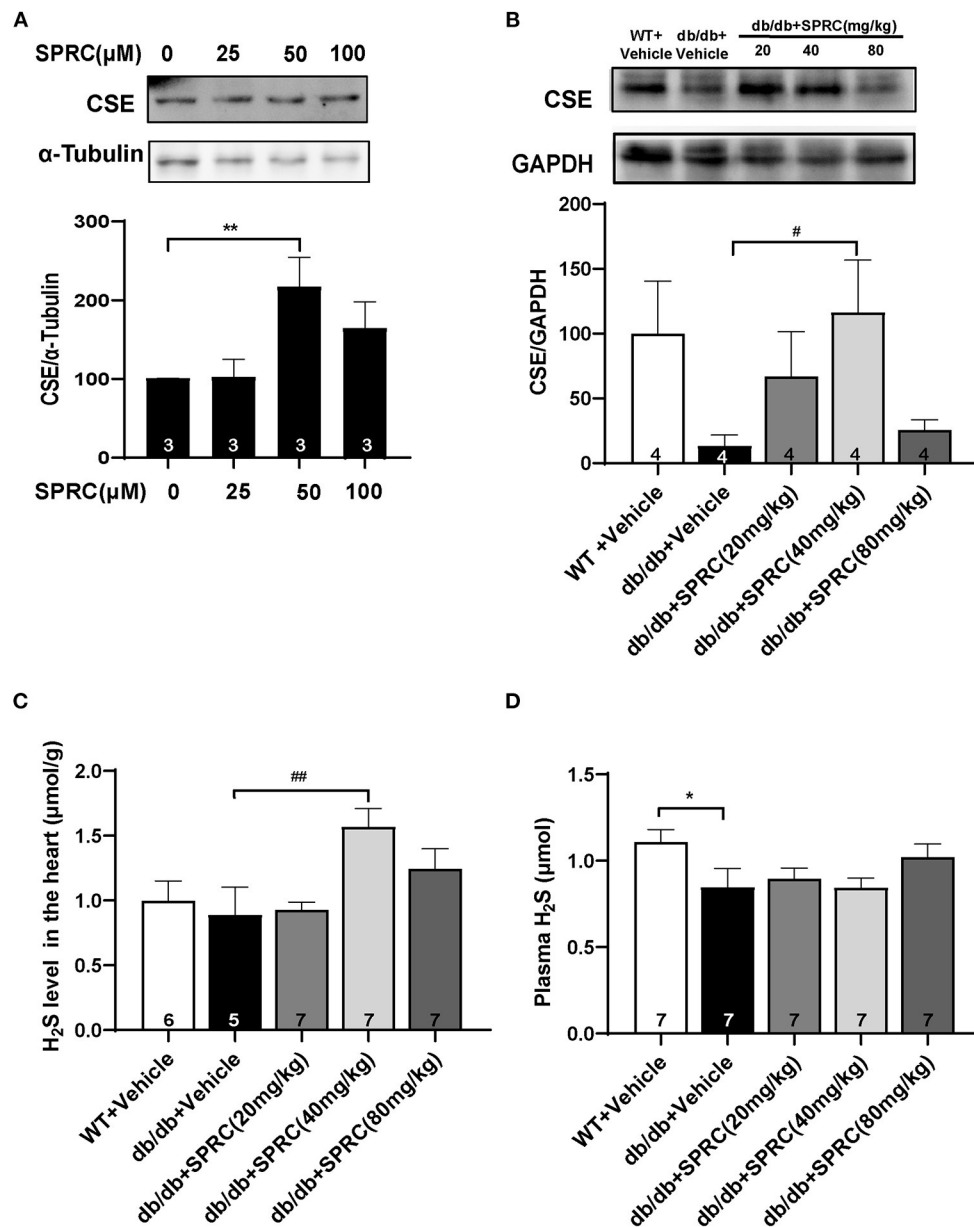 A
SPRC(μM) 0 25 50 100
CSE
α-Tubulin
300
200
100
0
CSE/α-Tubulin
**
3 3 3 3
SPRC(μM) 0 25 50 100
B
WT+ Vehicle
db/db+ Vehicle
db/db+SPRC(mg/kg)
20 40 80
CSE
GAPDH
200
150
100
50
0
CSE/GAPDH
#
4 4 4 4 4
WT +Vehicle
db/db+Vehicle
db/db+SPRC(20mg/kg)
db/db+SPRC(40mg/kg)
db/db+SPRC(80mg/kg)
C
2.0
1.5
1.0
0.5
0.0
H₂S level in the heart (μmol/g)
##
6 5 7 7 7
WT+Vehicle
db/db+Vehicle
db/db+SPRC(20mg/kg)
db/db+SPRC(40mg/kg)
db/db+SPRC(80mg/kg)
D
1.5
1.0
0.5
0.0
Plasma H₂S (μmol)
*
7 7 7 7 7
WT+Vehicle
db/db+Vehicle
db/db+SPRC(20mg/kg)
db/db+SPRC(40mg/kg)
db/db+SPRC(80mg/kg)